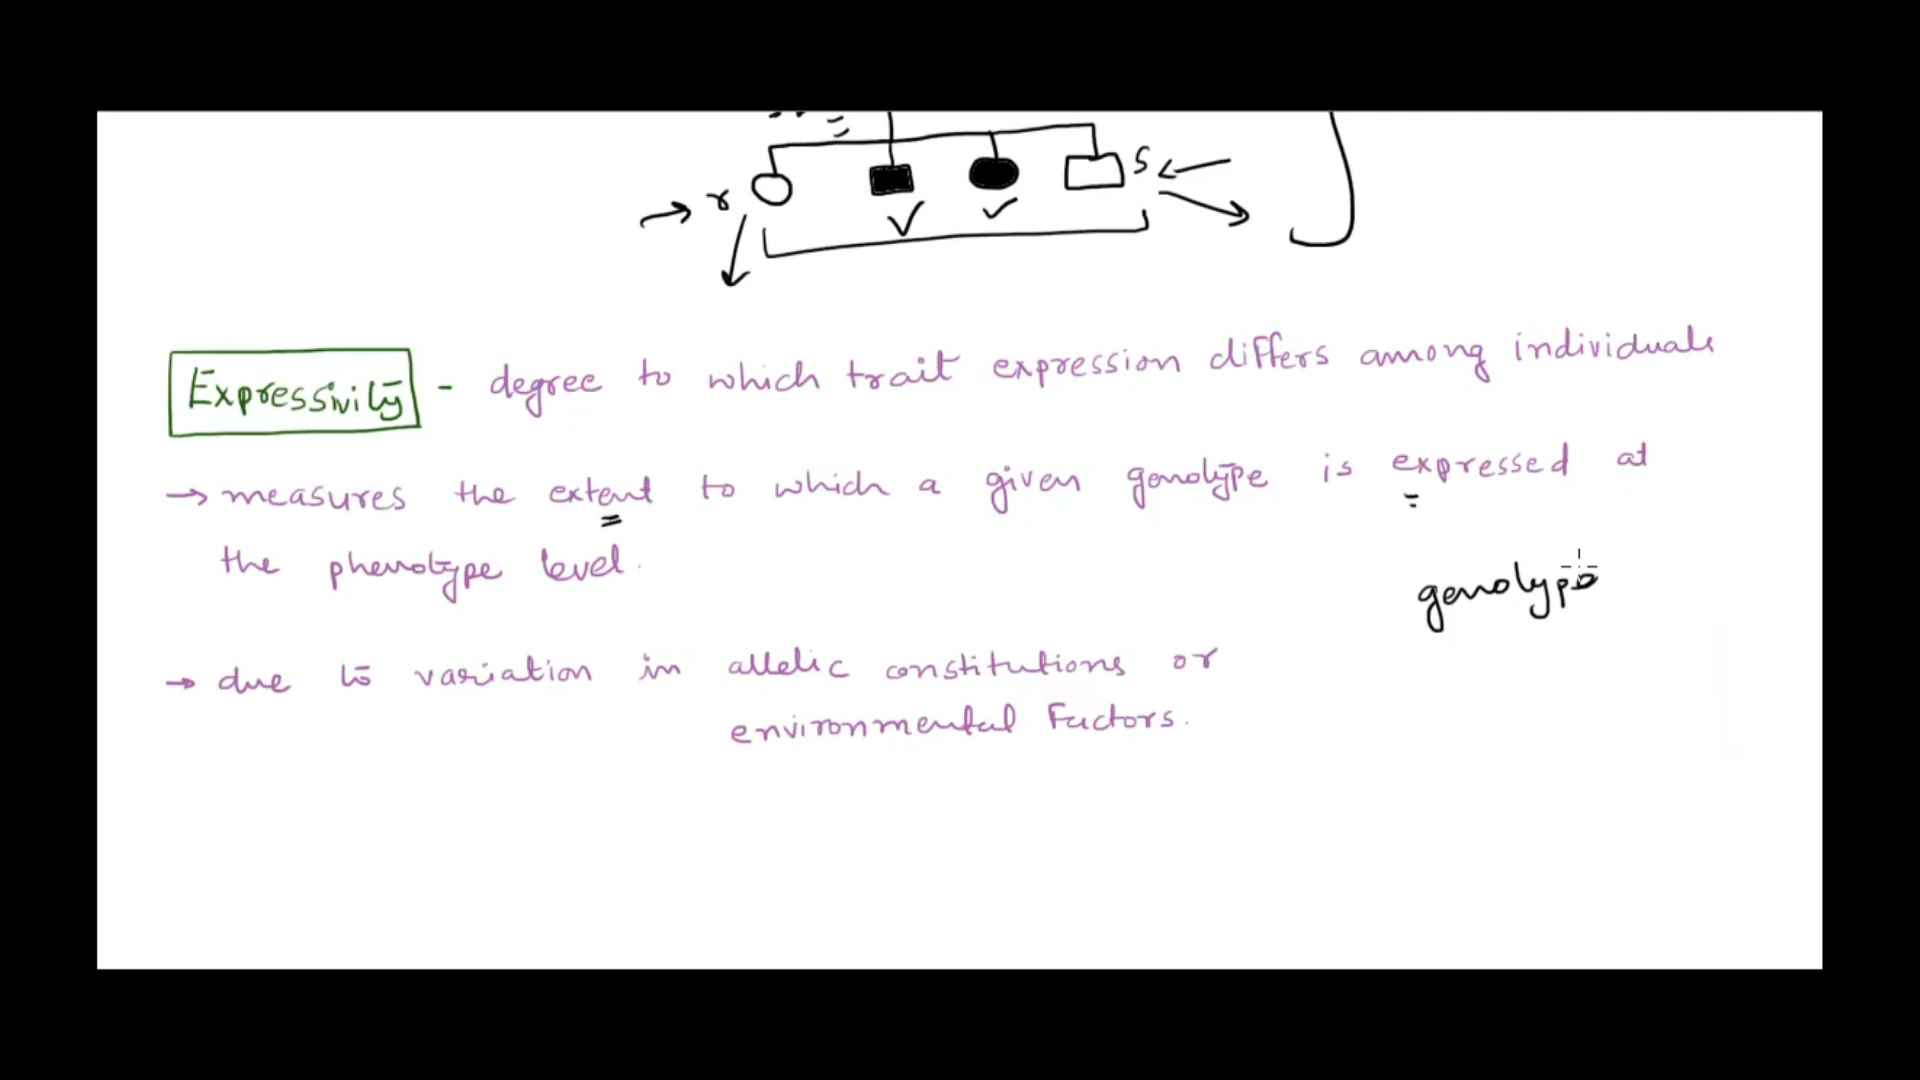 r
S
Expressivity - degree to which trait expression differs among individuals
→ measures the extent to which a given genotype is expressed at
the phenotype level.
genotype
→ due to variation in allelic constitutions or
environmental Factors.